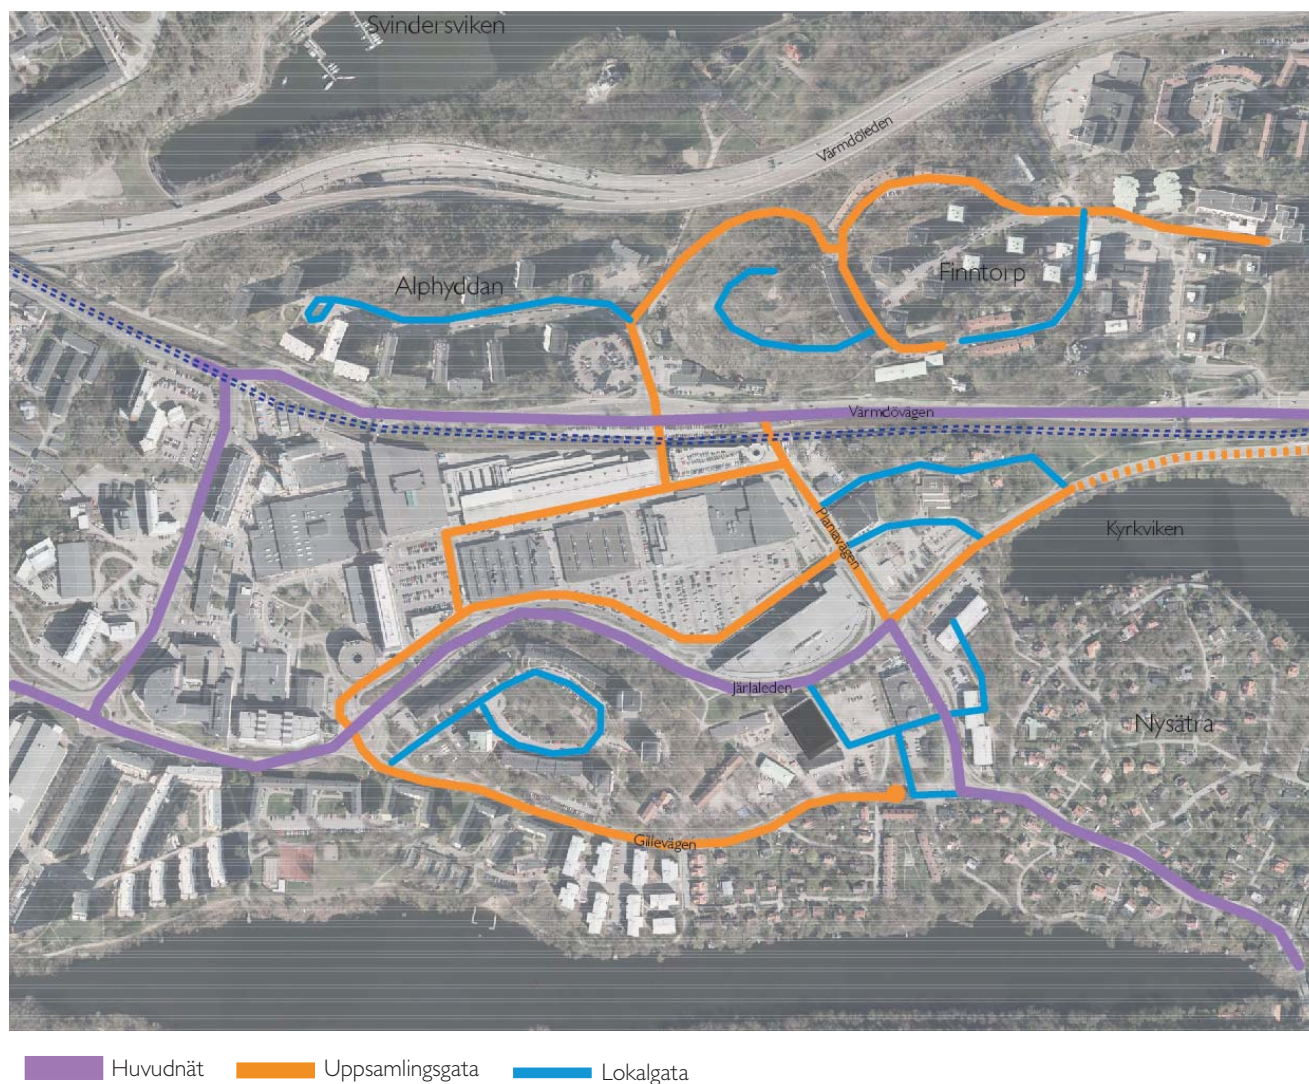 Svindersviken
Värmdöleden
Alphyddan
Finntorp
Värmdövägen
Planiavägen
Kyrkviken
Järlaleden
Nysätra
Gillevägen
Huvudnät
Uppsamlingsgata
Lokalgata